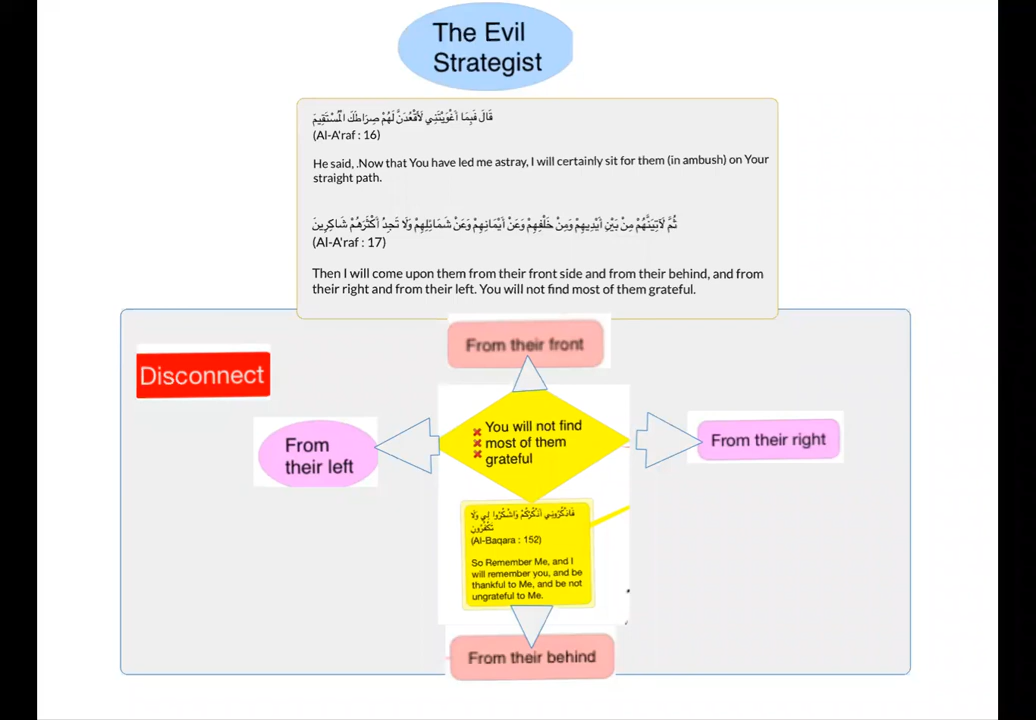 The Evil
Strategist
قَالَ فَبِمَا أَغْوَيْتَنِي لَأَقْعُدَنَّ لَهُمْ صِرَاطَكَ الْمُسْتَقِيمَ
(Al-A'raf : 16)
He said, .Now that You have led me astray, I will certainly sit for them (in ambush) on Your
straight path.
ثُمَّ لَآتِيَنَّهُمْ مِنْ بَيْنِ أَيْدِيهِمْ وَمِنْ خَلْفِهِمْ وَعَنْ أَيْمَانِهِمْ وَعَنْ شَمَائِلِهِمْ وَلَا تَجِدُ أَكْثَرَهُمْ شَاكِرِينَ
(Al-A'raf : 17)
Then I will come upon them from their front side and from their behind, and from
their right and from their left. You will not find most of them grateful.
From their front
Disconnect
From
their left
You will not find
most of them
grateful
From their right
فَاذْكُرُونِي أَذْكُرْكُمْ وَاشْكُرُوا لِي وَلَا
تَكْفُرُونِ
(Al-Baqara : 152)
So Remember Me, and I
will remember you, and be
thankful to Me, and be not
ungrateful to Me.
From their behind